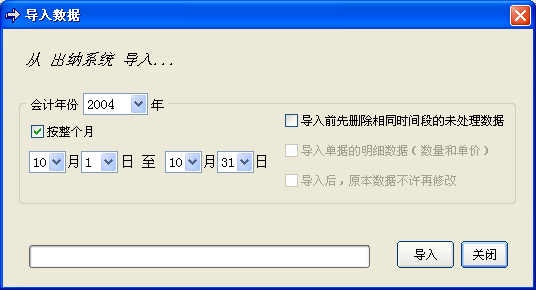 导入数据
从 出纳系统 导入...
会计年份 2004 年
按整个月
10 月 1 日 至 10 月 31 日
导入前先删除相同时间段的未处理数据
导入单据的明细数据（数量和单价）
导入后，原本数据不许再修改
导入 关闭